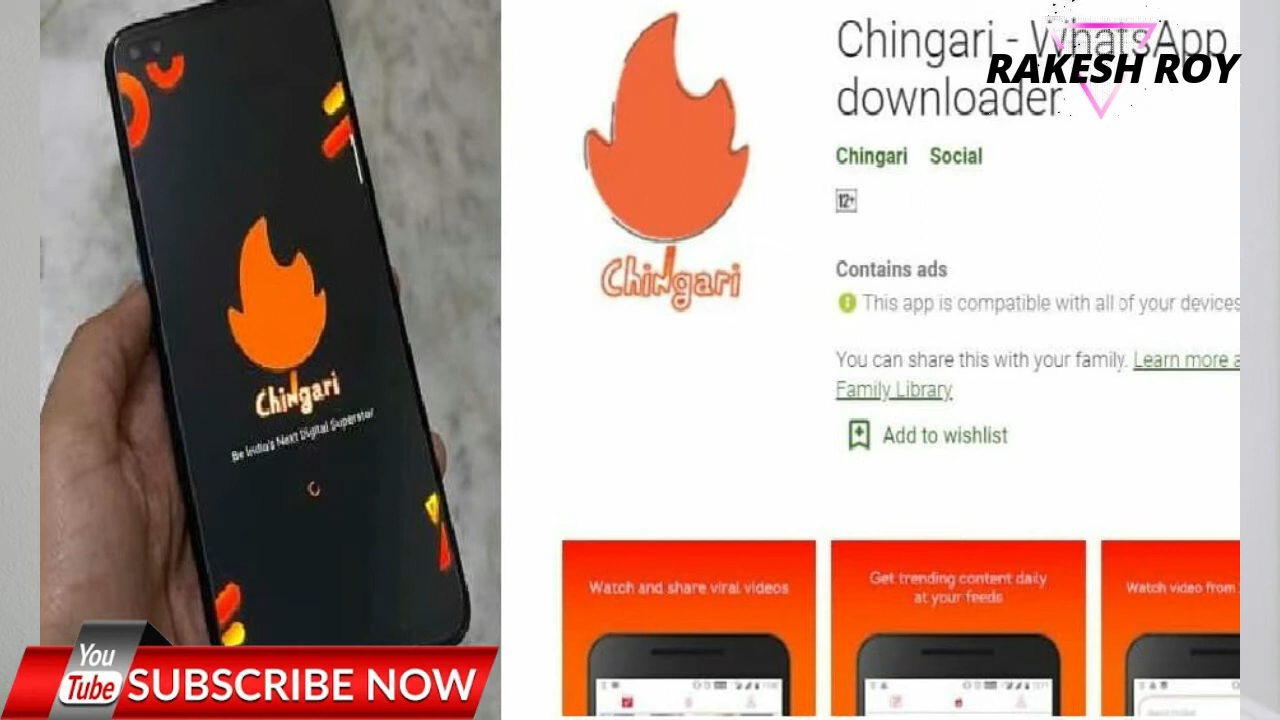 Chingari
Be India's Next Digital Superstar
You
Tube
SUBSCRIBE NOW
Chingari - WhatsApp
RAKESH ROY
downloader
Chingari Social
12+
Chingari
Contains ads
This app is compatible with all of your devices
You can share this with your family. Learn more a
Family Library
Add to wishlist
Watch and share viral videos
Get trending content daily
at your feeds
Watch video from